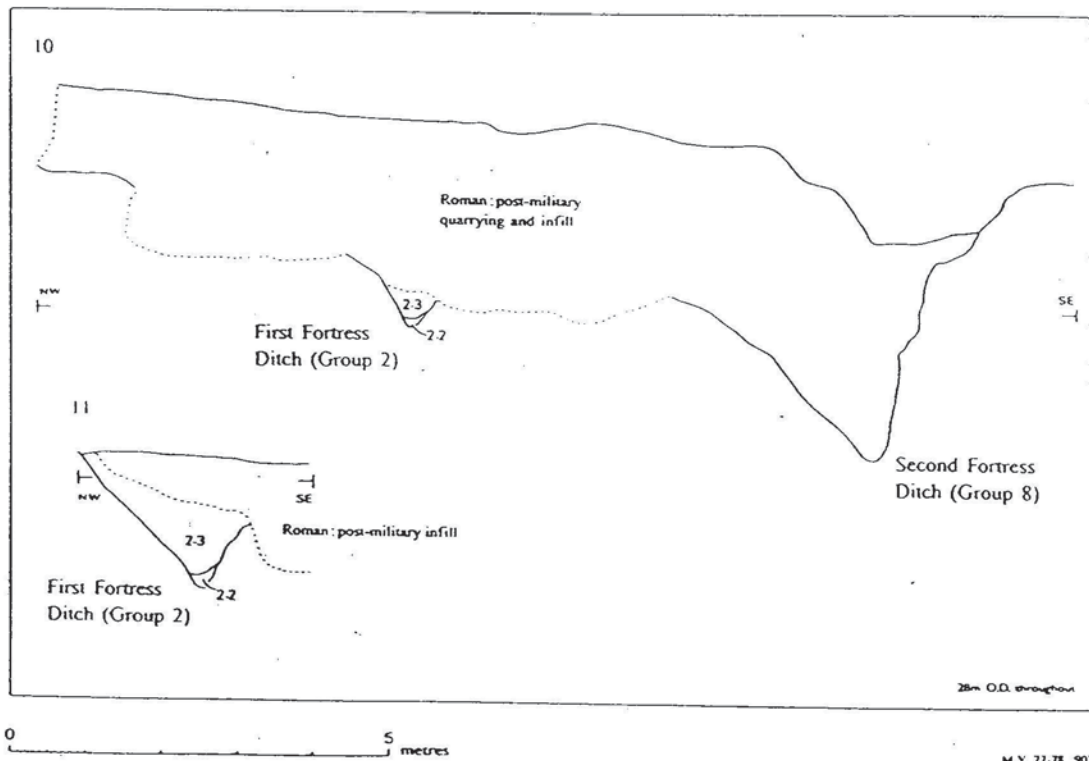 10
Roman : post-military
quarrying and infill
NW
SE
2-3
2-2
First Fortress
Ditch (Group 2)
11
Second Fortress
Ditch (Group 8)
NW
SE
2-3
Roman : post-military infill
2-2
First Fortress
Ditch (Group 2)
28m O.D. throughout
0
5
metres
M.Y.